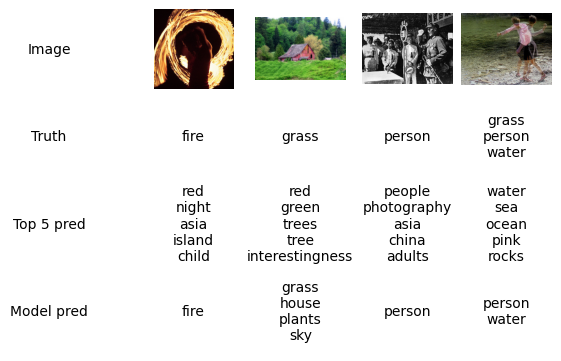 Image
Truth
fire
grass
person
grass
person
water
Top 5 pred
red
night
asia
island
child
red
green
trees
tree
interestingness
people
photography
asia
china
adults
water
sea
ocean
pink
rocks
Model pred
fire
grass
house
plants
sky
person
person
water